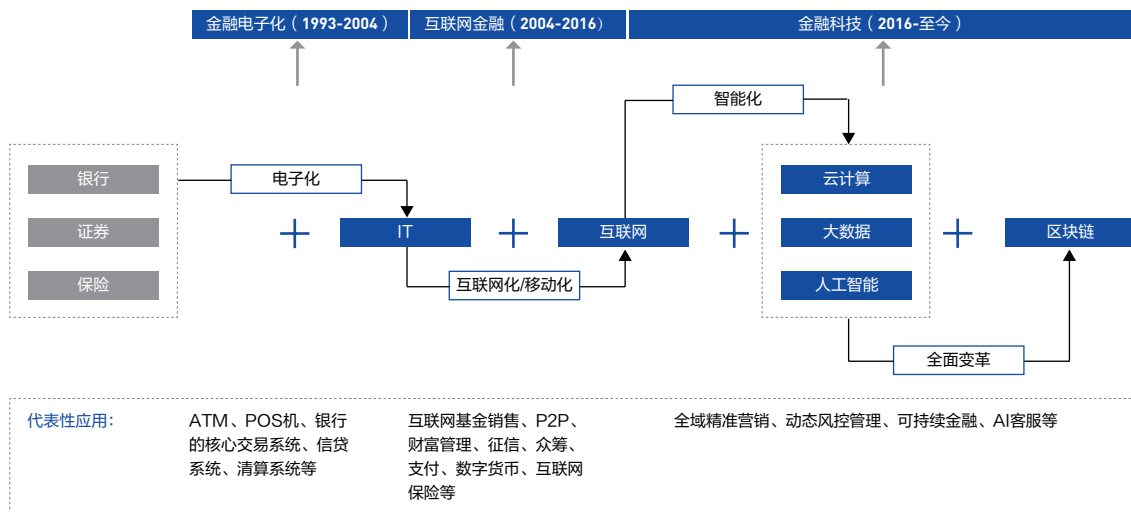 金融电子化（1993-2004）
互联网金融（2004-2016）
金融科技（2016-至今）
智能化
银行
证券
保险
电子化
IT
互联网化/移动化
互联网
云计算
大数据
人工智能
区块链
全面变革
代表性应用：
ATM、POS机、银行
的核心交易系统、信贷
系统、清算系统等
互联网基金销售、P2P、
财富管理、征信、众筹、
支付、数字货币、互联网
保险等
全域精准营销、动态风控管理、可持续金融、AI客服等